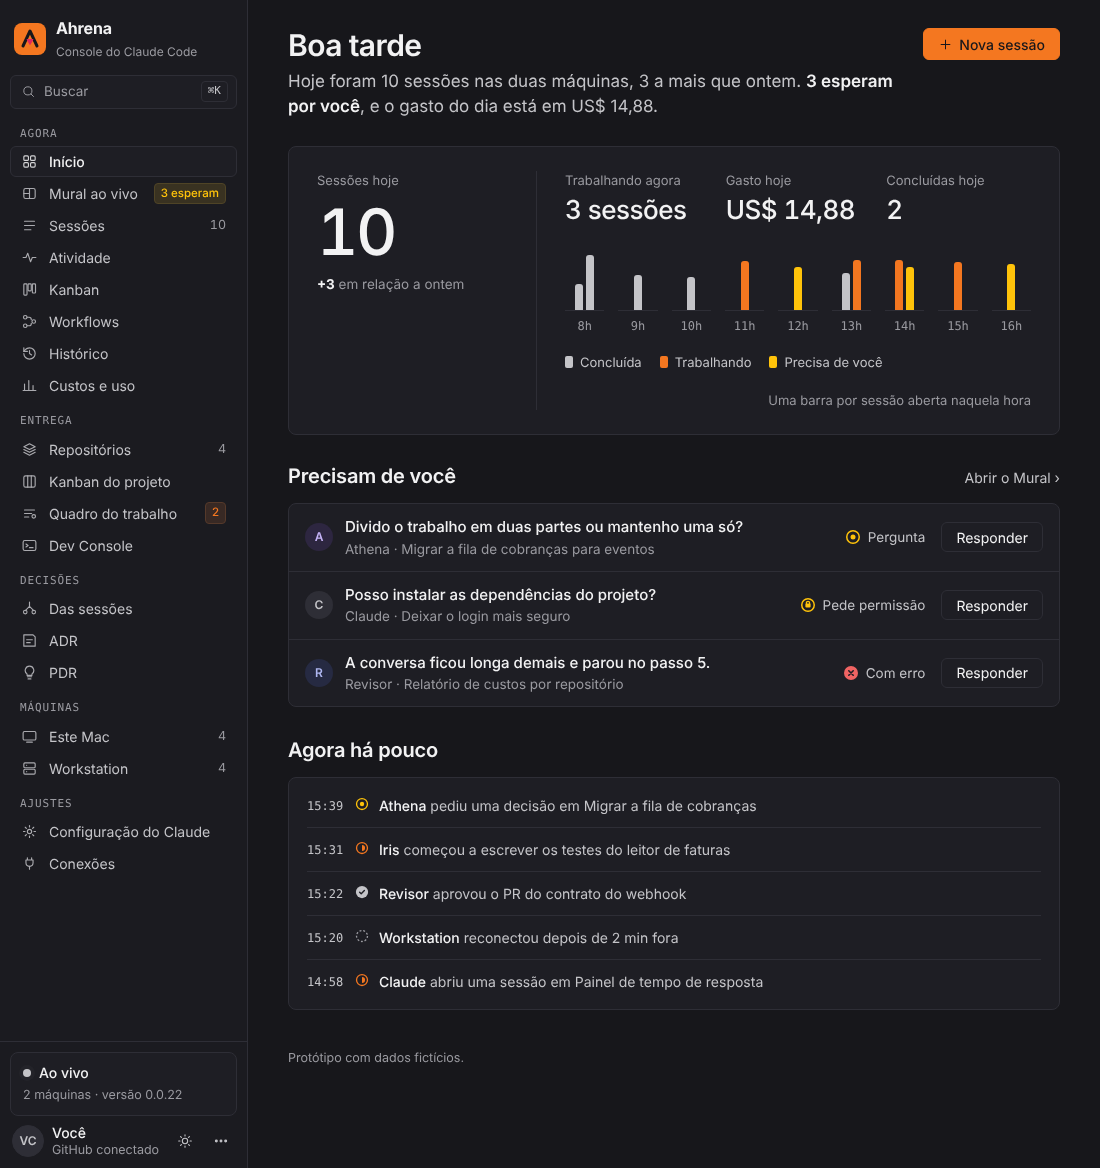 Ahrena
Console do Claude Code
Buscar ⌘K
AGORA
Início
Mural ao vivo 3 esperam
Sessões 10
Atividade
Kanban
Workflows
Histórico
Custos e uso
ENTREGA
Repositórios 4
Kanban do projeto
Quadro do trabalho 2
Dev Console
DECISÕES
Das sessões
ADR
PDR
MÁQUINAS
Este Mac 4
Workstation 4
AJUSTES
Configuração do Claude
Conexões
Ao vivo
2 máquinas · versão 0.0.22
VC Você
GitHub conectado
Boa tarde
+ Nova sessão
Hoje foram 10 sessões nas duas máquinas, 3 a mais que ontem. 3 esperam
por você, e o gasto do dia está em US$ 14,88.
Sessões hoje
10
+3 em relação a ontem
Trabalhando agora Gasto hoje Concluídas hoje
3 sessões US$ 14,88 2
8h 9h 10h 11h 12h 13h 14h 15h 16h
Concluída Trabalhando Precisa de você
Uma barra por sessão aberta naquela hora
Precisam de você Abrir o Mural ›
A Divido o trabalho em duas partes ou mantenho uma só?
Athena · Migrar a fila de cobranças para eventos
Pergunta Responder
C Posso instalar as dependências do projeto?
Claude · Deixar o login mais seguro
Pede permissão Responder
R A conversa ficou longa demais e parou no passo 5.
Revisor · Relatório de custos por repositório
Com erro Responder
Agora há pouco
15:39 Athena pediu uma decisão em Migrar a fila de cobranças
15:31 Iris começou a escrever os testes do leitor de faturas
15:22 Revisor aprovou o PR do contrato do webhook
15:20 Workstation reconectou depois de 2 min fora
14:58 Claude abriu uma sessão em Painel de tempo de resposta
Protótipo com dados fictícios.